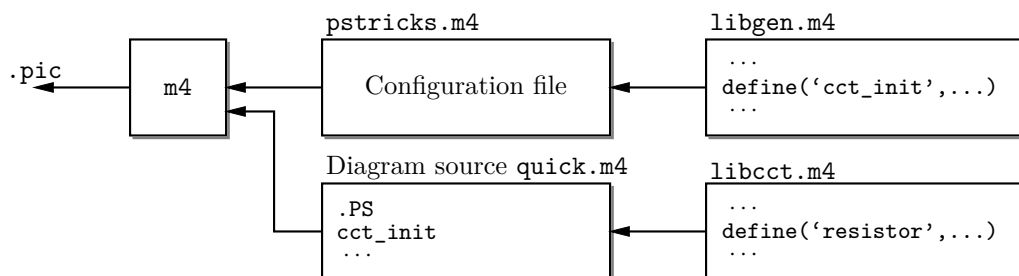 pstricks.m4
libgen.m4
.pic
m4
Configuration file
...
define(‘cct_init’,...)
...
Diagram source quick.m4
libcct.m4
.PS
cct_init
...
...
define(‘resistor’,...)
...